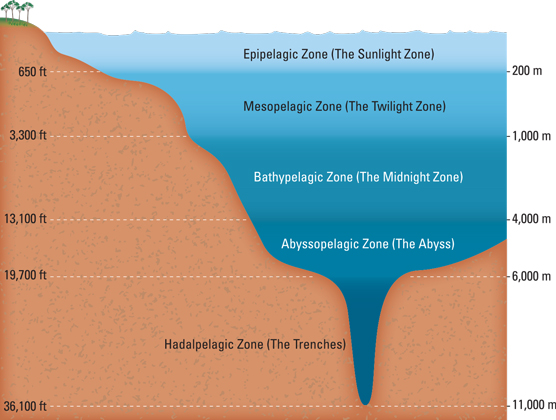 Epipelagic Zone (The Sunlight Zone)
650 ft
200 m
Mesopelagic Zone (The Twilight Zone)
3,300 ft
1,000 m
Bathypelagic Zone (The Midnight Zone)
13,100 ft
4,000 m
Abyssopelagic Zone (The Abyss)
19,700 ft
6,000 m
Hadalpelagic Zone (The Trenches)
36,100 ft
11,000 m